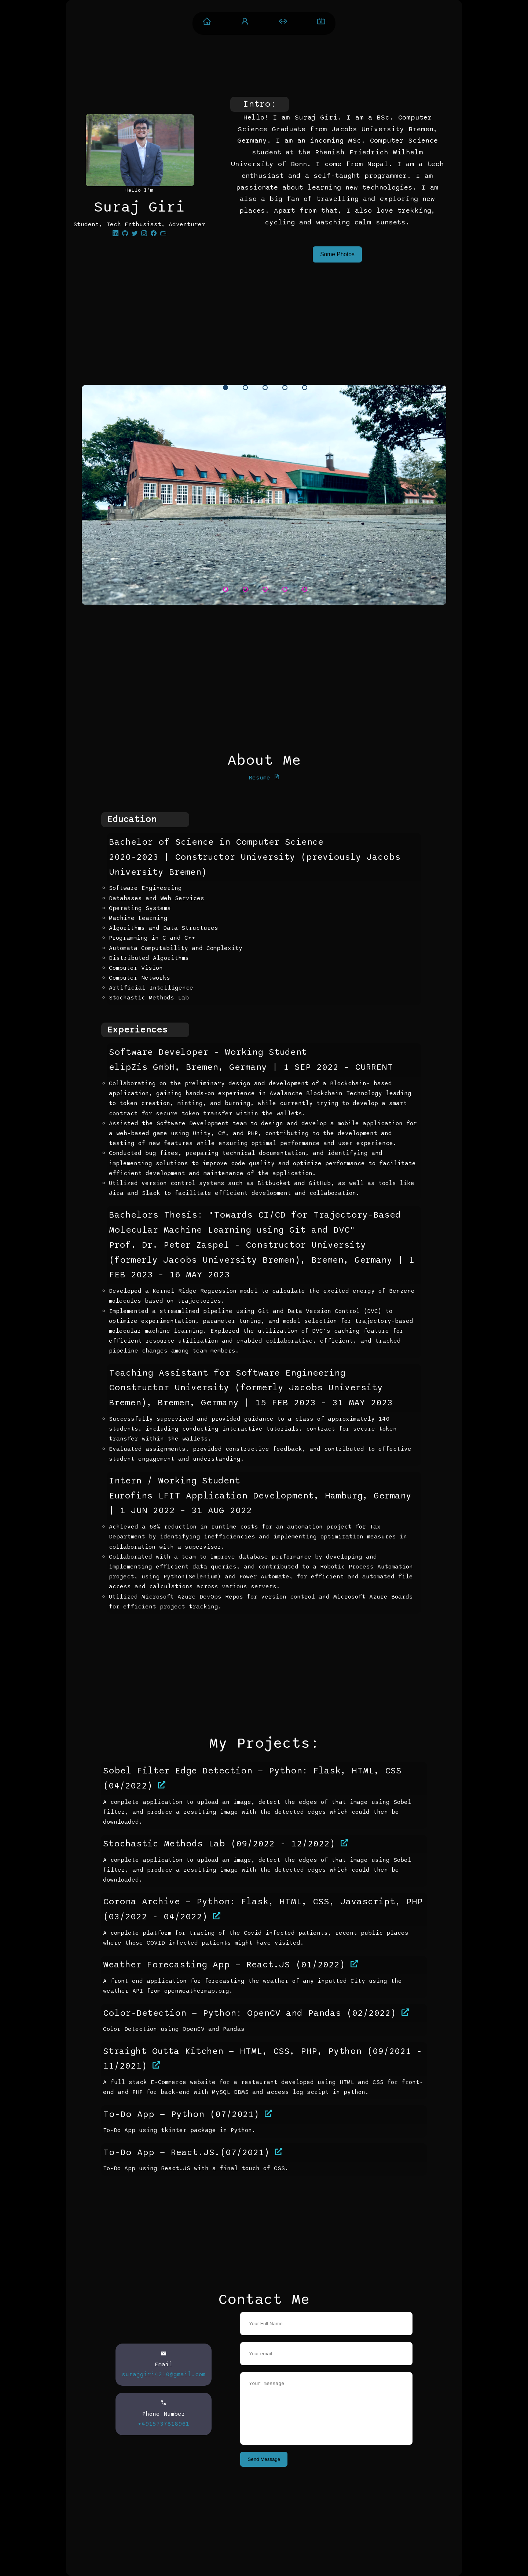 Intro:
Hello! I am Suraj Giri. I am a BSc. Computer
Science Graduate from Jacobs University Bremen,
Germany. I am an incoming MSc. Computer Science
student at the Rhenish Friedrich Wilhelm
University of Bonn. I come from Nepal. I am a tech
enthusiast and a self-taught programmer. I am
passionate about learning new technologies. I am
also a big fan of travelling and exploring new
places. Apart from that, I also love trekking,
cycling and watching calm sunsets.
Hello I'm
Suraj Giri
Student, Tech Enthusiast, Adventurer
Some Photos
About Me
Resume
Education
Bachelor of Science in Computer Science
2020-2023 | Constructor University (previously Jacobs
University Bremen)
Software Engineering
Databases and Web Services
Operating Systems
Machine Learning
Algorithms and Data Structures
Programming in C and C++
Automata Computability and Complexity
Distributed Algorithms
Computer Vision
Computer Networks
Artificial Intelligence
Stochastic Methods Lab
Experiences
Software Developer - Working Student
elipZis GmbH, Bremen, Germany | 1 SEP 2022 - CURRENT
Collaborating on the preliminary design and development of a Blockchain- based
application, gaining hands-on experience in Avalanche Blockchain Technology leading
to token creation, minting, and burning, while currently trying to develop a smart
contract for secure token transfer within the wallets.
Assisted the Software Development team to design and develop a mobile application for
a web-based game using Unity, C#, and PHP, contributing to the development and
testing of new features while ensuring optimal performance and user experience.
Conducted bug fixes, preparing technical documentation, and identifying and
implementing solutions to improve code quality and optimize performance to facilitate
efficient development and maintenance of the application.
Utilized version control systems such as Bitbucket and GitHub, as well as tools like
Jira and Slack to facilitate efficient development and collaboration.
Bachelors Thesis: "Towards CI/CD for Trajectory-Based
Molecular Machine Learning using Git and DVC"
Prof. Dr. Peter Zaspel - Constructor University
(formerly Jacobs University Bremen), Bremen, Germany | 1
FEB 2023 - 16 MAY 2023
Developed a Kernel Ridge Regression model to calculate the excited energy of Benzene
molecules based on trajectories.
Implemented a streamlined pipeline using Git and Data Version Control (DVC) to
optimize experimentation, parameter tuning, and model selection for trajectory-based
molecular machine learning. Explored the utilization of DVC's caching feature for
efficient resource utilization and enabled collaborative, efficient, and tracked
pipeline changes among team members.
Teaching Assistant for Software Engineering
Constructor University (formerly Jacobs University
Bremen), Bremen, Germany | 15 FEB 2023 - 31 MAY 2023
Successfully supervised and provided guidance to a class of approximately 140
students, including conducting interactive tutorials. contract for secure token
transfer within the wallets.
Evaluated assignments, provided constructive feedback, and contributed to effective
student engagement and understanding.
Intern / Working Student
Eurofins LFIT Application Development, Hamburg, Germany
| 1 JUN 2022 - 31 AUG 2022
Achieved a 68% reduction in runtime costs for an automation project for Tax
Department by identifying inefficiencies and implementing optimization measures in
collaboration with a supervisor.
Collaborated with a team to improve database performance by developing and
implementing efficient data queries, and contributed to a Robotic Process Automation
project, using Python(Selenium) and Power Automate, for efficient and automated file
access and calculations across various servers.
Utilized Microsoft Azure DevOps Repos for version control and Microsoft Azure Boards
for efficient project tracking.
My Projects:
Sobel Filter Edge Detection – Python: Flask, HTML, CSS
(04/2022)
A complete application to upload an image, detect the edges of that image using Sobel
filter, and produce a resulting image with the detected edges which could then be
downloaded.
Stochastic Methods Lab (09/2022 - 12/2022)
A complete application to upload an image, detect the edges of that image using Sobel
filter, and produce a resulting image with the detected edges which could then be
downloaded.
Corona Archive – Python: Flask, HTML, CSS, Javascript, PHP
(03/2022 - 04/2022)
A complete platform for tracing of the Covid infected patients, recent public places
where those COVID infected patients might have visited.
Weather Forecasting App – React.JS (01/2022)
A front end application for forecasting the weather of any inputted City using the
weather API from openweathermap.org.
Color-Detection – Python: OpenCV and Pandas (02/2022)
Color Detection using OpenCV and Pandas
Straight Outta Kitchen – HTML, CSS, PHP, Python (09/2021 -
11/2021)
A full stack E-Commerce website for a restaurant developed using HTML and CSS for front-
end and PHP for back-end with MySQL DBMS and access log script in python.
To-Do App – Python (07/2021)
To-Do App using tkinter package in Python.
To-Do App – React.JS.(07/2021)
To-Do App using React.JS with a final touch of CSS.
Contact Me
Email
Phone Number
Your Full Name
Your email
Your message
Send Message